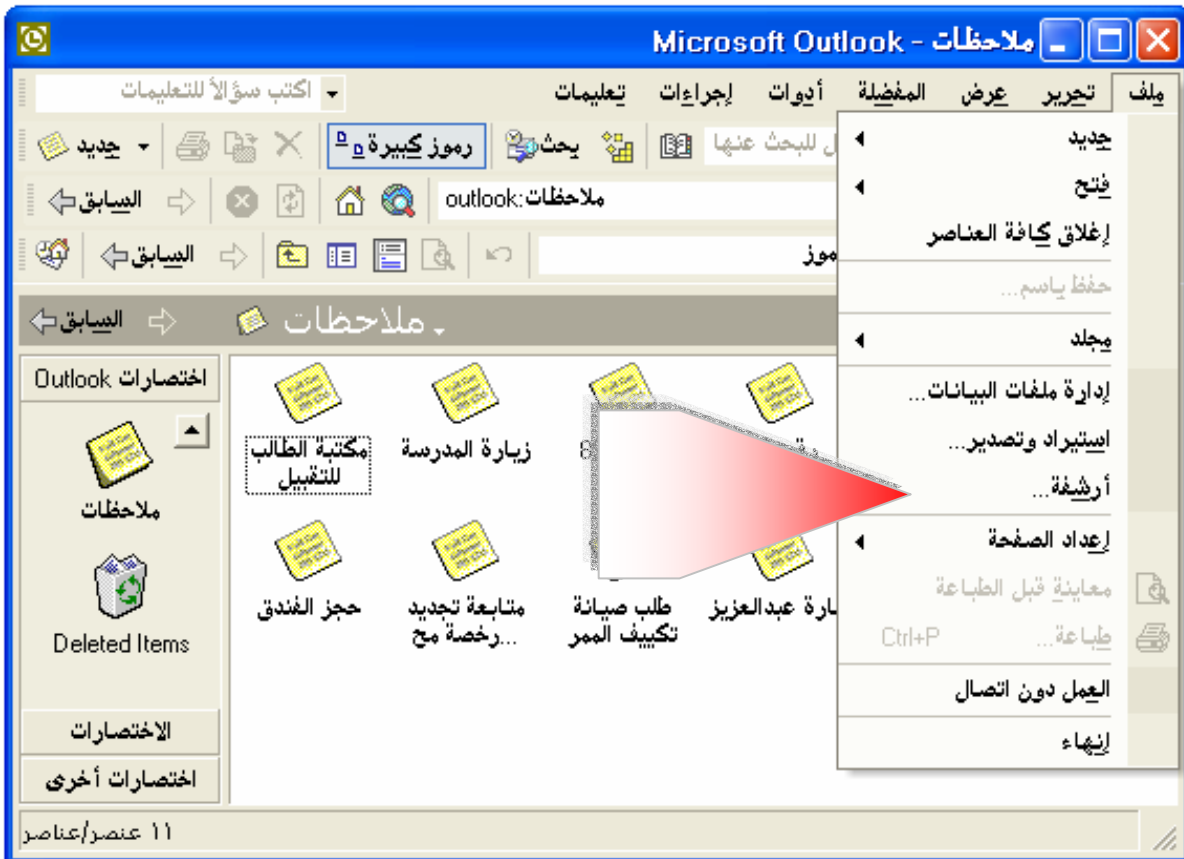 ملاحظات - Microsoft Outlook
ملف تحرير عرض المفضلة أدوات إجراءات تعليمات
اكتب سؤالاً للتعليمات
جديد
رموز كبيرة
بحث
للبحث عنها
السابق
outlook:ملاحظات
السابق
ملاحظات
السابق
جديد
فتح
إغلاق كافة العناصر
حفظ باسم...
مجلد
إدارة ملفات البيانات...
استيراد وتصدير...
أرشفة...
إعداد الصفحة
معاينة قبل الطباعة
طباعة... Ctrl+P
العمل دون اتصال
إنهاء
اختصارات Outlook
ملاحظات
Deleted Items
الاختصارات
اختصارات أخرى
زيارة المدرسة
مكتبة الطالب
للتقبيل
عبدالعزيز
طلب صيانة
تكييف الممر
متابعة تجديد
رخصة مح...
حجز الفندق
١١ عنصر/عناصر